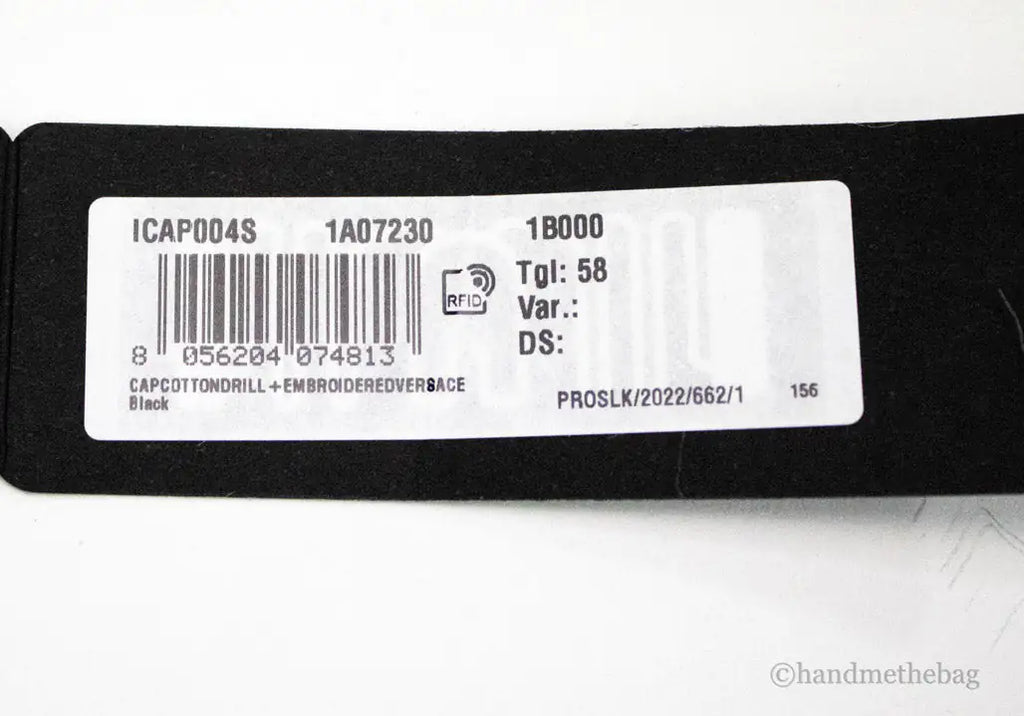 ICAP004S 1A07230 1B000
RFID
Tgl: 58
Var.:
DS:
8 056204 074813
CAPCOTTONDRILL+EMBROIDEREDVERSACE
Black
PROSLK/2022/662/1 156
©handmethebag